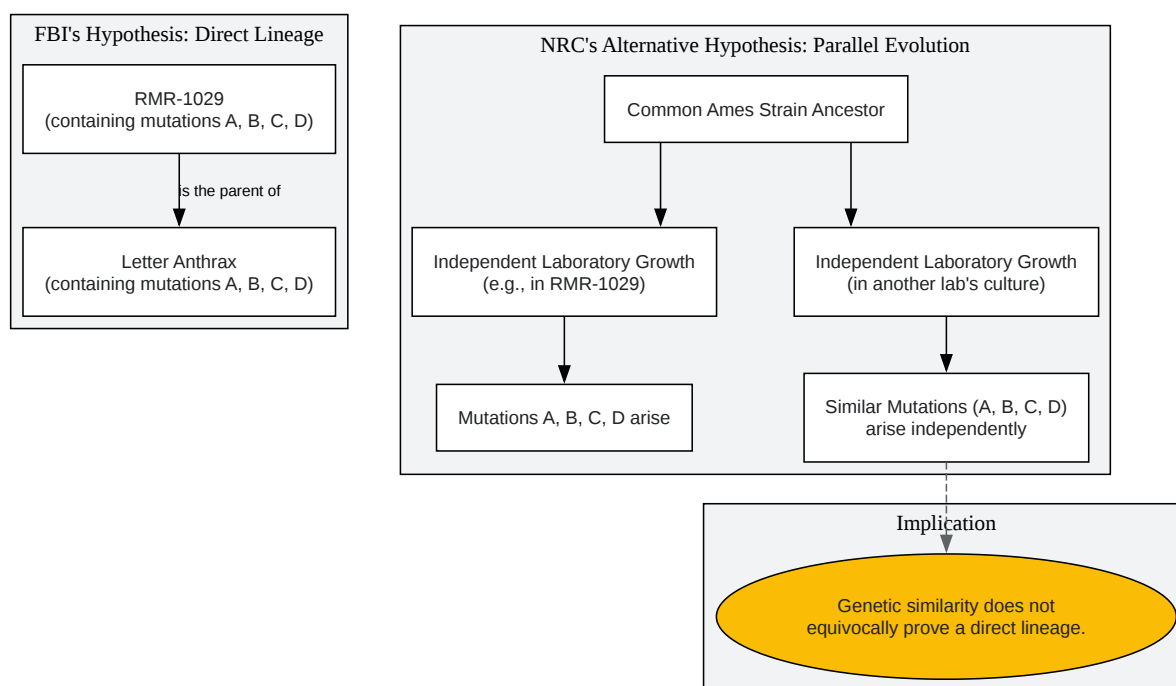 FBI's Hypothesis: Direct Lineage
RMR-1029
(containing mutations A, B, C, D)
is the parent of
Letter Anthrax
(containing mutations A, B, C, D)
NRC's Alternative Hypothesis: Parallel Evolution
Common Ames Strain Ancestor
Independent Laboratory Growth
(e.g., in RMR-1029)
Independent Laboratory Growth
(in another lab's culture)
Mutations A, B, C, D arise
Similar Mutations (A, B, C, D)
arise independently
Implication
Genetic similarity does not
equivocally prove a direct lineage.